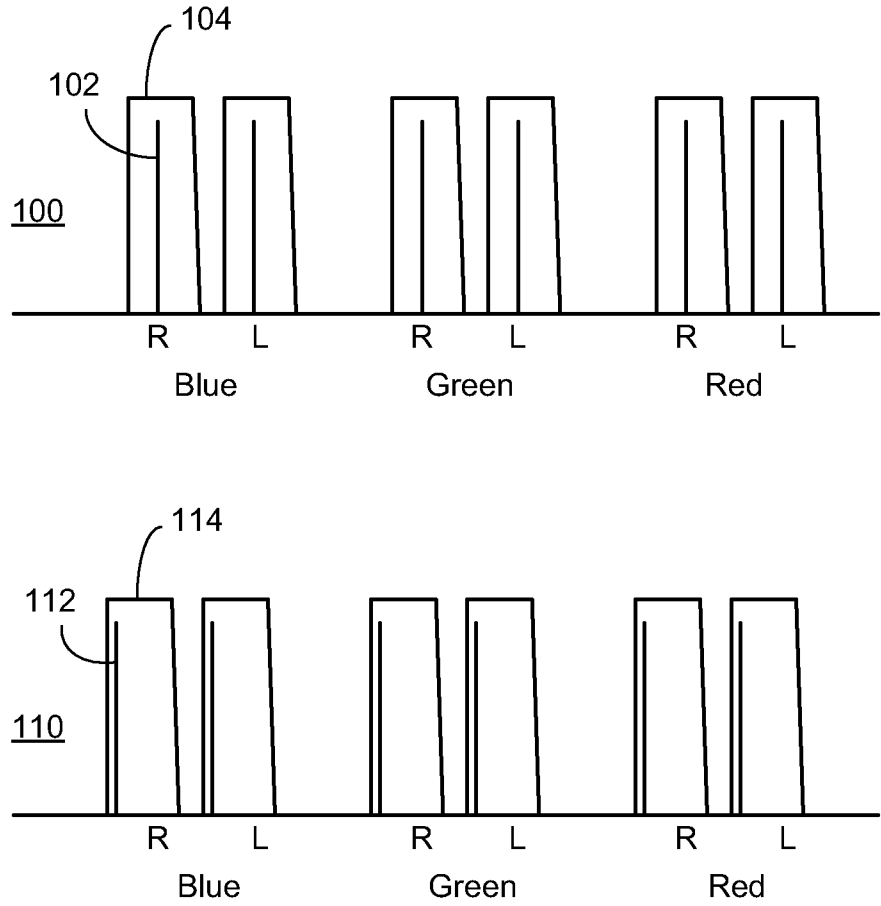 104
102
100
R L R L R L
Blue Green Red
114
112
110
R L R L R L
Blue Green Red